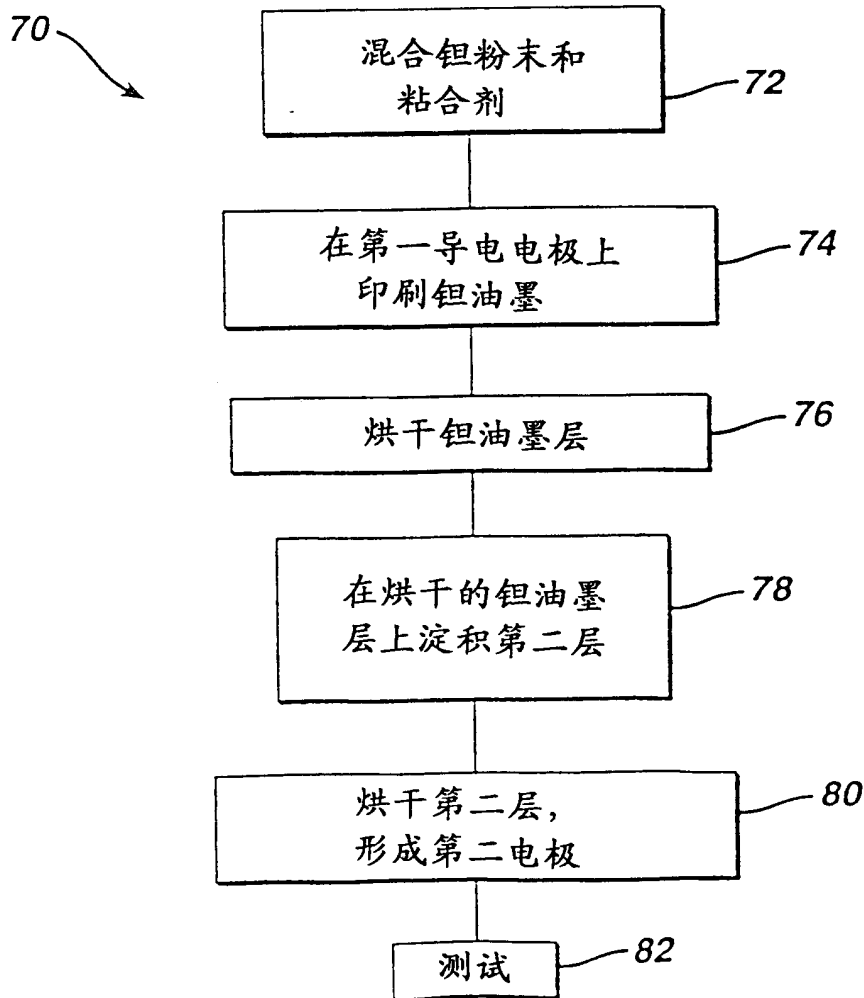 70
混合钽粉末和
粘合剂
72
在第一导电电极上
印刷钽油墨
74
烘干钽油墨层
76
在烘干的钽油墨
层上淀积第二层
78
烘干第二层，
形成第二电极
80
测试
82